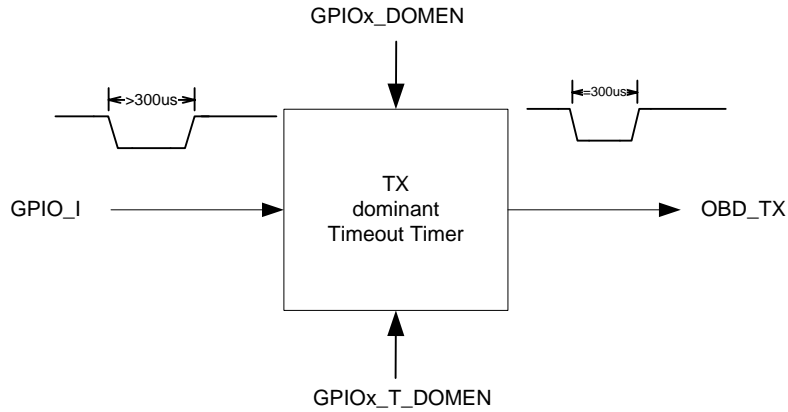 GPIOx_DOMEN
>300us
=300us
TX
dominant
Timeout Timer
GPIO_I
OBD_TX
GPIOx_T_DOMEN